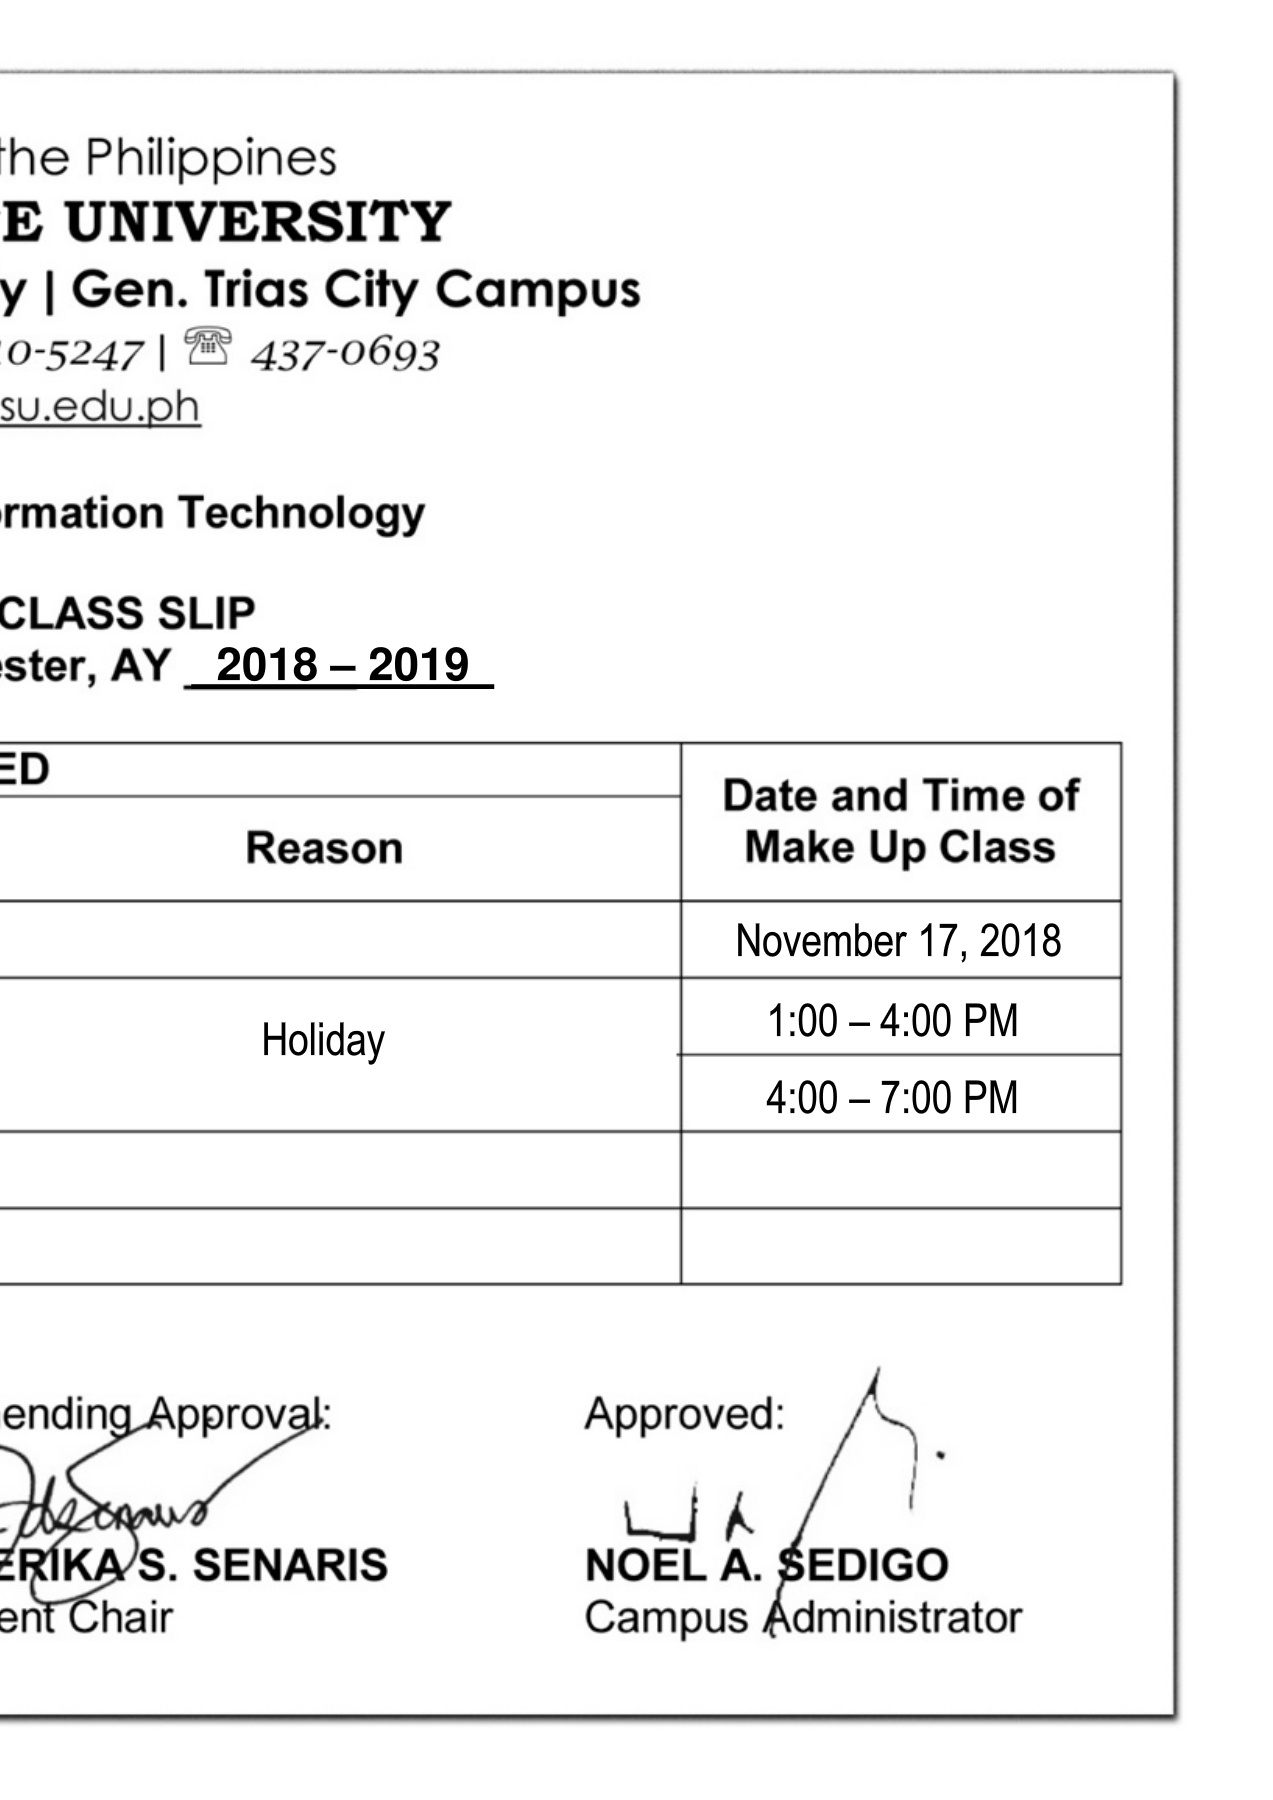 the Philippines
E UNIVERSITY
y | Gen. Trias City Campus
0-5247 | ☏ 437-0693
su.edu.ph
ormation Technology
CLASS SLIP
ester, AY 2018 – 2019
ED
Date and Time of
Make Up Class
Reason
November 17, 2018
Holiday
1:00 – 4:00 PM
4:00 – 7:00 PM
ending Approval:
Approved:
ERIKA S. SENARIS
NOEL A. SEDIGO
ent Chair
Campus Administrator